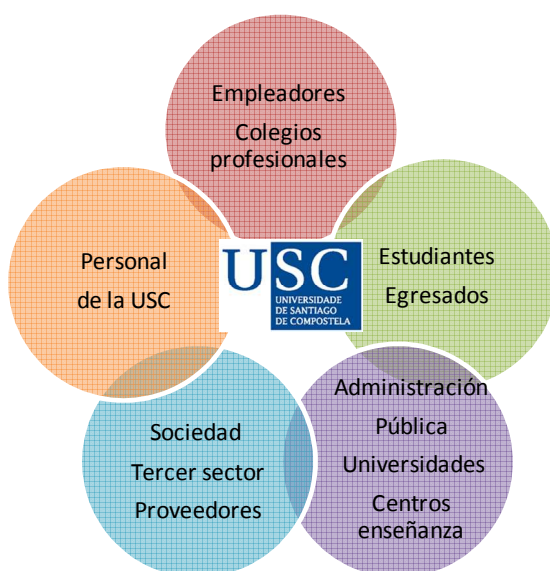 Empleadores
Colegios
profesionales
Personal
de la USC
USC
UNIVERSIDADE
DE SANTIAGO
DE COMPOSTELA
Estudiantes
Egresados
Sociedad
Tercer sector
Proveedores
Administración
Pública
Universidades
Centros
enseñanza